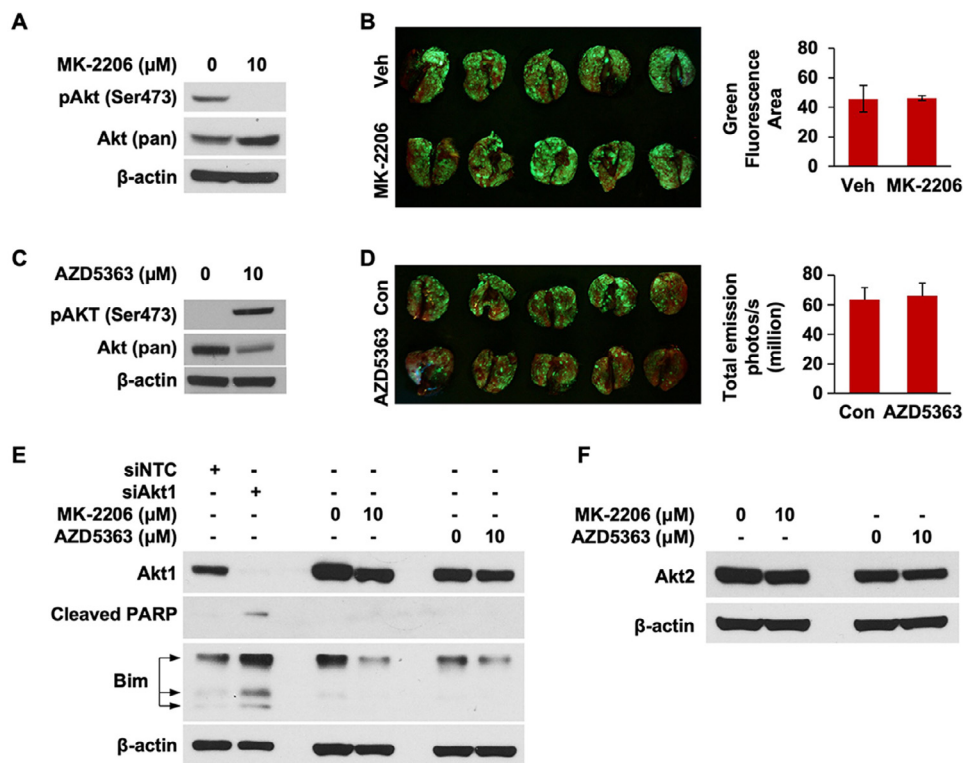 A
MK-2206 (μM) 0 10
pAkt (Ser473)
Akt (pan)
β-actin
B
Veh
MK-2206
Green
Fluorescence
Area
80
60
40
20
0
Veh MK-2206
C
AZD5363 (μM) 0 10
pAKT (Ser473)
Akt (pan)
β-actin
D
Con
AZD5363
Total emission
photos/s
(million)
80
60
40
20
0
Con AZD5363
E
siNTC + - - - - -
siAkt1 - + - - - -
MK-2206 (μM) - - 0 10 - -
AZD5363 (μM) - - - - 0 10
Akt1
Cleaved PARP
Bim
β-actin
F
MK-2206 (μM) 0 10 - -
AZD5363 (μM) - - 0 10
Akt2
β-actin